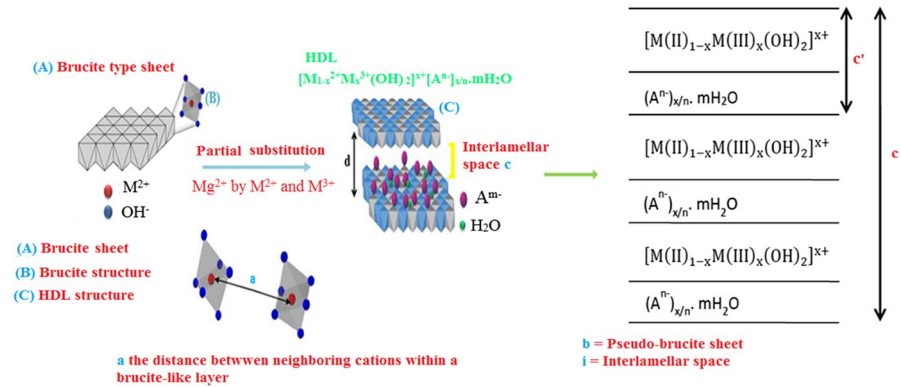 (A) Brucite type sheet
(B)
M²⁺
OH⁻
Partial substitution
Mg²⁺ by M²⁺ and M³⁺
HDL
[M₁₋ₓ²⁺Mₓ³⁺(OH)₂]ˣ⁺[Aⁿ⁻]ₓ/ₙ.mH₂O
(C)
d
Interlamellar
space c
Aᵐ⁻
H₂O
(A) Brucite sheet
(B) Brucite structure
(C) HDL structure
a
a the distance betwven neighboring cations within a
brucite-like layer
[M(II)₁₋ₓM(III)ₓ(OH)₂]ˣ⁺
(Aⁿ⁻)ₓ/ₙ. mH₂O
[M(II)₁₋ₓM(III)ₓ(OH)₂]ˣ⁺
(Aⁿ⁻)ₓ/ₙ. mH₂O
[M(II)₁₋ₓM(III)ₓ(OH)₂]ˣ⁺
(Aⁿ⁻)ₓ/ₙ. mH₂O
c'
c
b = Pseudo-brucite sheet
i = Interlamellar space